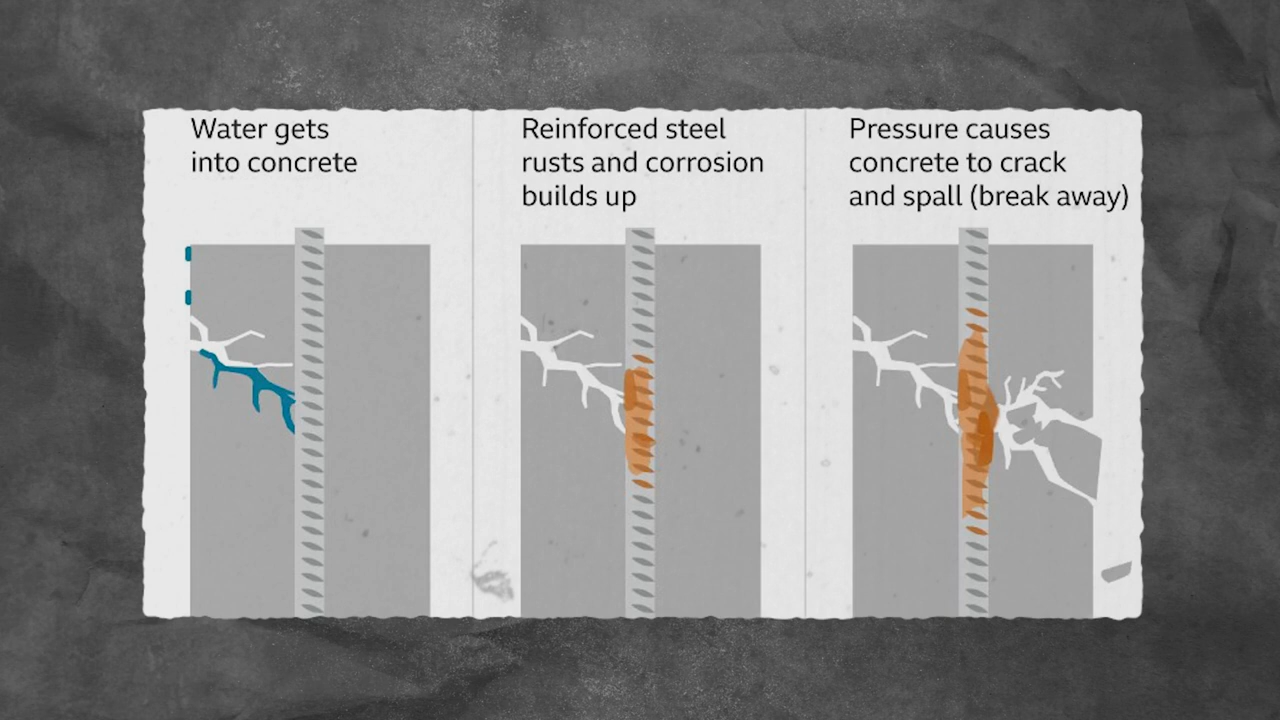 Water gets
into concrete
Reinforced steel
rusts and corrosion
builds up
Pressure causes
concrete to crack
and spall (break away)